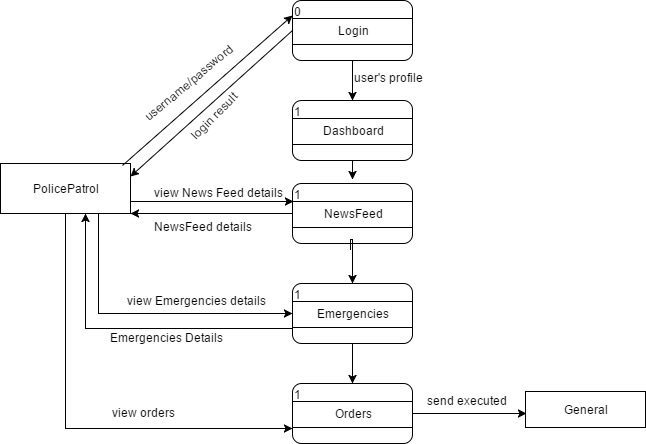 0
Login
username/password
login result
user's profile
1
Dashboard
PolicePatrol
view News Feed details
1
NewsFeed
NewsFeed details
view Emergencies details
1
Emergencies
Emergencies Details
1
send executed
General
view orders
Orders